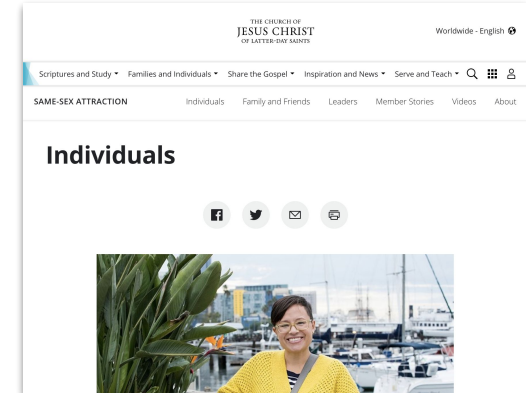 THE CHURCH OF
JESUS CHRIST
OF LATTER-DAY SAINTS
Worldwide - English
Scriptures and Study Families and Individuals Share the Gospel Inspiration and News Serve and Teach
SAME-SEX ATTRACTION Individuals Family and Friends Leaders Member Stories Videos About
Individuals